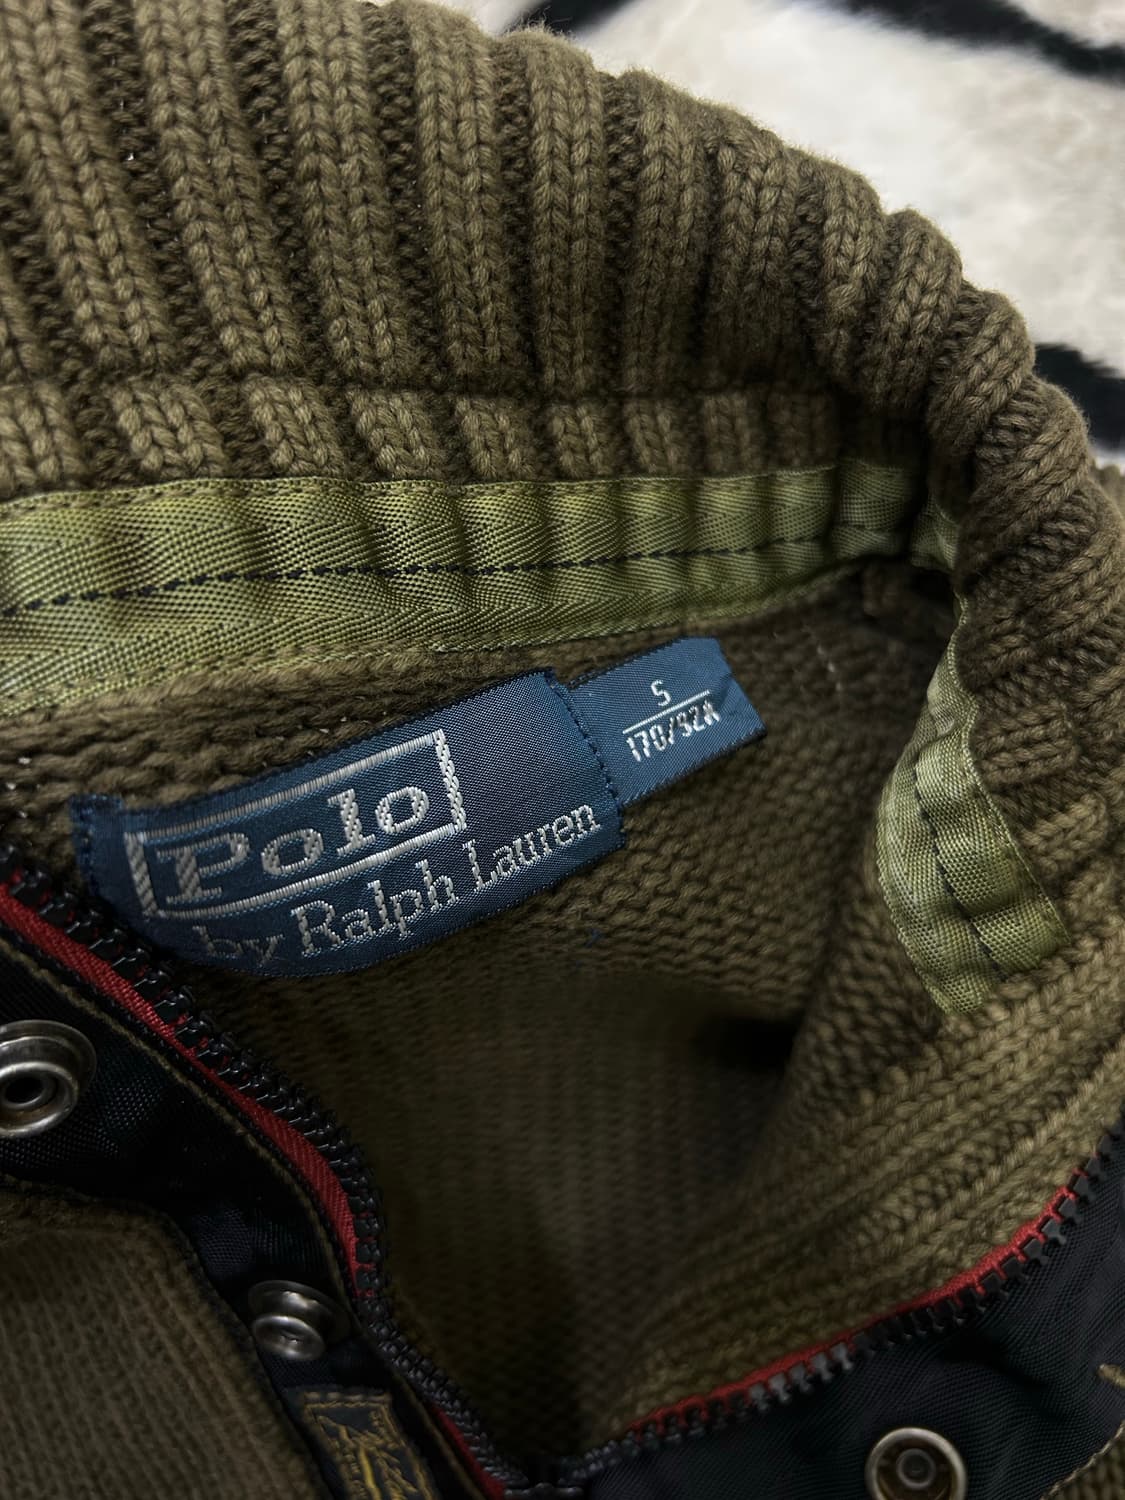 Polo
by Ralph Lauren
S
170/92A